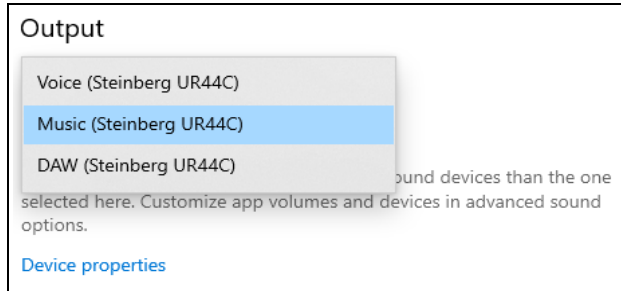 Output
Voice (Steinberg UR44C)
Music (Steinberg UR44C)
DAW (Steinberg UR44C)
ound devices than the one
selected here. Customize app volumes and devices in advanced sound
options.
Device properties